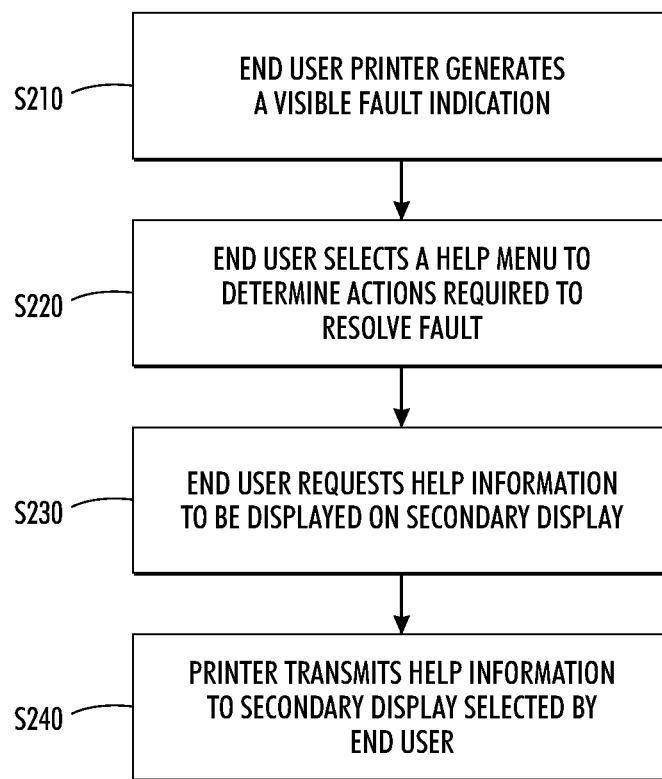 S210
END USER PRINTER GENERATES
A VISIBLE FAULT INDICATION
S220
END USER SELECTS A HELP MENU TO
DETERMINE ACTIONS REQUIRED TO
RESOLVE FAULT
S230
END USER REQUESTS HELP INFORMATION
TO BE DISPLAYED ON SECONDARY DISPLAY
S240
PRINTER TRANSMITS HELP INFORMATION
TO SECONDARY DISPLAY SELECTED BY
END USER